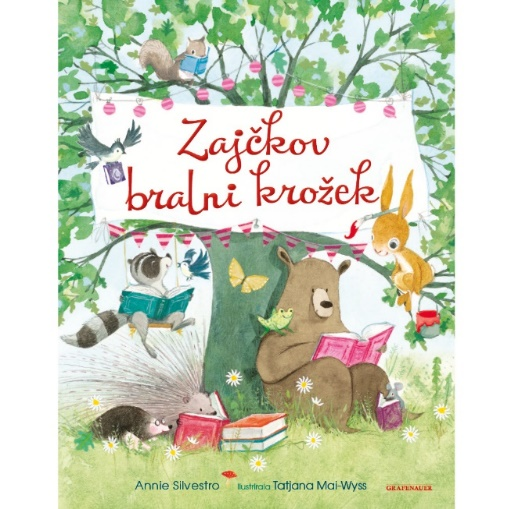 Zajčkov
bralni krožek
Annie Silvestro Ilustrirala Tatjana Mai-Wyss
GRAFENAUER